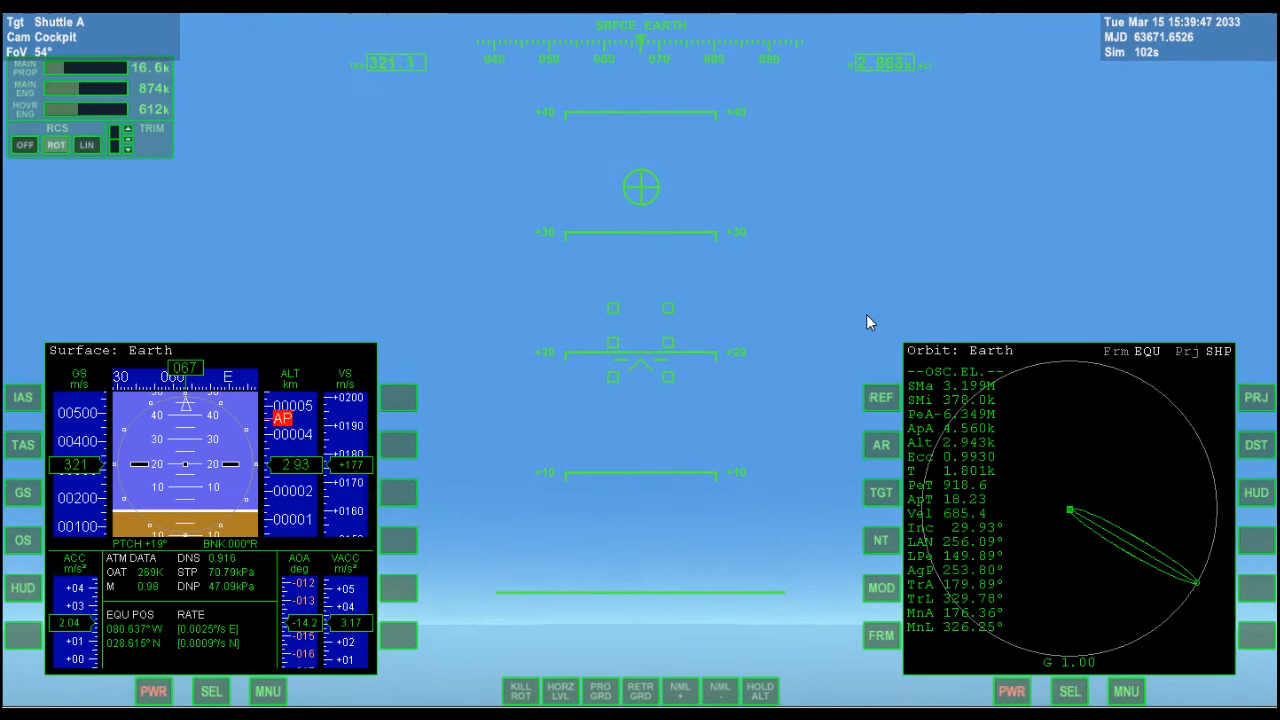 Tgt Shuttle A
Cam Cockpit
FoV 54°
MAIN PROP 16.6k
MAIN ENG 874k
HOVR ENG 612k
RCS TRIM
OFF ROT LIN
SRFCE EARTH
040 050 060 070 080 090
TAS 321.1
ALT
Tue Mar 15 15:39:47 2033
MJD 63671.6526
Sim 102s
+40 +40
+30 +30
+20 +20
+10 +10
Surface: Earth
GS m/s
067
30 060 E
ALT km
VS m/s
00500
00400
321
00200
00100
40 40
30 30
20 20
10 10
10 10
00005
AP
00004
2.93
00002
00001
+0200
+0190
+0180
+177
+0170
+0160
PTCH +19° BNK 000°R
ACC m/s²
+04
+03
2.04
+01
+00
ATM DATA
OAT 269K
M 0.98
DNS 0.916
STP 70.79kPa
DNP 47.09kPa
EQU POS RATE
080.637° W [0.0025°/s E]
028.615° N [0.0009°/s N]
AOA deg
-012
-013
-14.2
-015
-016
VACC m/s²
+05
+04
3.17
+02
+01
IAS
TAS
GS
OS
HUD
PWR SEL MNU
KILL ROT
HORZ LVL
PRO GRD
RETR GRD
NML +
NML -
HOLD ALT
Orbit: Earth Frm EQU Prj SHP
--OSC.EL.--
SMa 3.199M
SMi 378.0k
PeA-6.349M
ApA 4.560k
Alt 2.943k
Ecc 0.9930
T 1.801k
PeT 918.6
ApT 18.23
Vel 685.4
Inc 29.93°
LAN 256.09°
LPe 149.89°
AgP 253.80°
TrA 179.89°
TrL 329.78°
MnA 176.36°
MnL 326.25°
G 1.00
REF
AR
TGT
NT
MOD
FRM
PRJ
DST
HUD
PWR SEL MNU